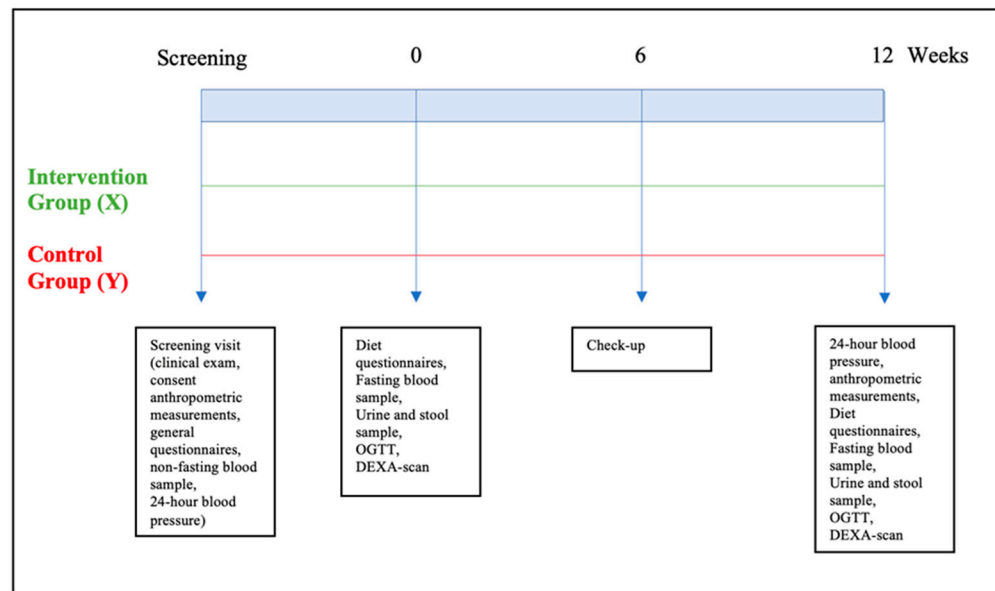 Screening 0 6 12 Weeks
Intervention
Group (X)
Control
Group (Y)
Screening visit
(clinical exam,
consent
anthropometric
measurements,
general
questionnaires,
non-fasting blood
sample,
24-hour blood
pressure)
Diet
questionnaires,
Fasting blood
sample,
Urine and stool
sample,
OGTT,
DEXA-scan
Check-up
24-hour blood
pressure,
anthropometric
measurements,
Diet
questionnaires,
Fasting blood
sample,
Urine and stool
sample,
OGTT,
DEXA-scan